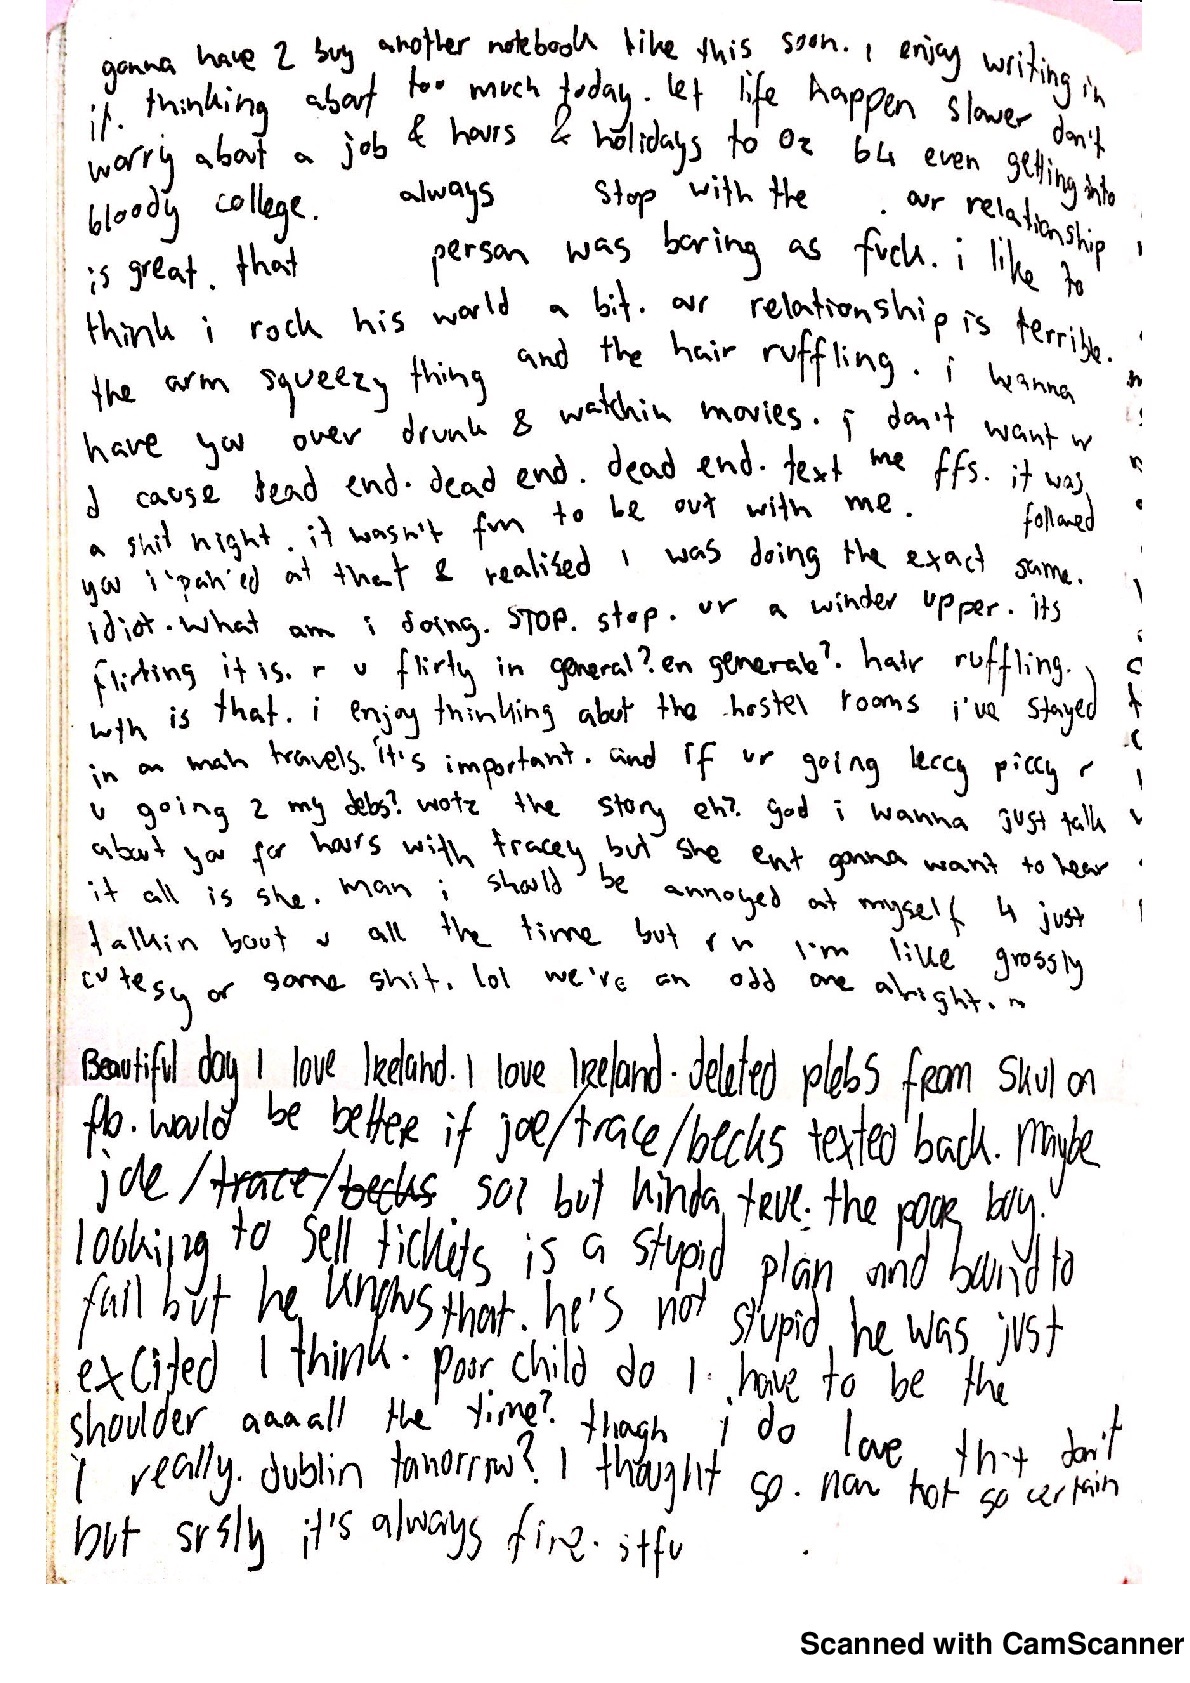 gonna have 2 buy another notebook like this soon. i enjoy writing in
it. thinking about too much today. let life happen slower don't
worry about a job & hours & holidays to oz b4 even getting into
bloody college. always stop with the . our relationship
is great. that person was boring as fuck. i like to
think i rock his world a bit. our relationship is terrible.
the arm squeezy thing and the hair ruffling. i wanna
have you over drunk & watchin movies. i don't want u
d cause dead end. dead end. dead end. text me ffs. it was
a shit night. it wasn't fun to be out with me. followed
you i 'pah'ed at that & realised i was doing the exact same.
idiot. what am i doing. STOP. stop. ur a winder upper. its
flirting it is. r u flirty in general? en generale?. hair ruffling.
wth is that. i enjoy thinking about the hostel rooms i've stayed
in on mah travels. it's important. and if ur going leccy piccy r
u going 2 my debs? wotz the story eh? god i wanna just talk
about you for hours with tracey but she ent gonna want to hear
it all is she. man i should be annoyed at myself 4 just
talkin bout u all the time but r n i'm like grossly
cutesy or some shit. lol we're an odd one alright. n
Beautiful day I love Ireland. I love Ireland. deleted plebs from skul on
fb. would be better if joe/trace/becks texted back. maybe
joe/trace/becks soz but kinda true. the poor boy.
looking to sell tickets is a stupid plan and bound to
fail but he knows that. he's not stupid he was just
excited I think. poor child do I have to be the
shoulder aaaall the time? though i do love that don't
I really. dublin tomorrow? I thought so. now not so certain
but srsly it's always fine. stfu .
Scanned with CamScanner